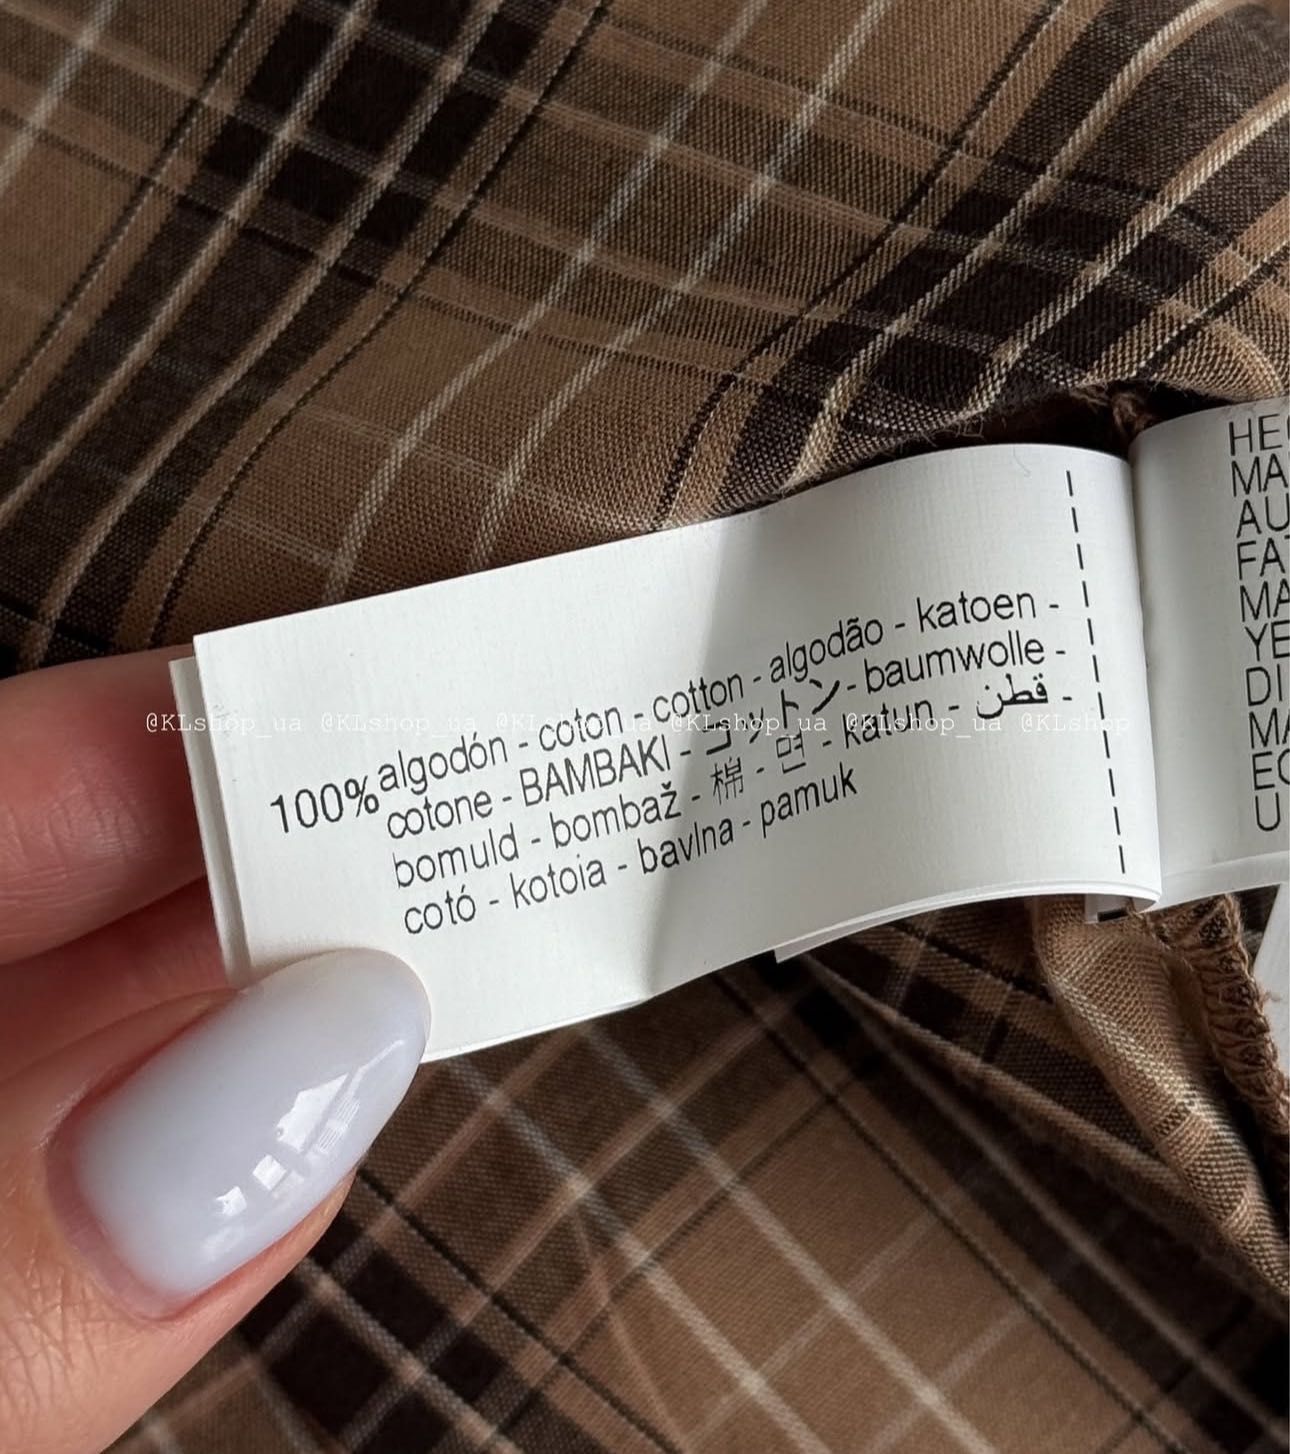 100% algodón - coton - cotton - algodão - katoen -
cotone - BAMBAKI - コットン - baumwolle -
bomuld - bombaž - 棉 - 면 - katun - قطن -
cotó - kotoia - bavlna - pamuk
@KLshop_ua @KLshop_ua @KLshop_ua @KLshop_ua @KLshop_ua @KLshop_ua